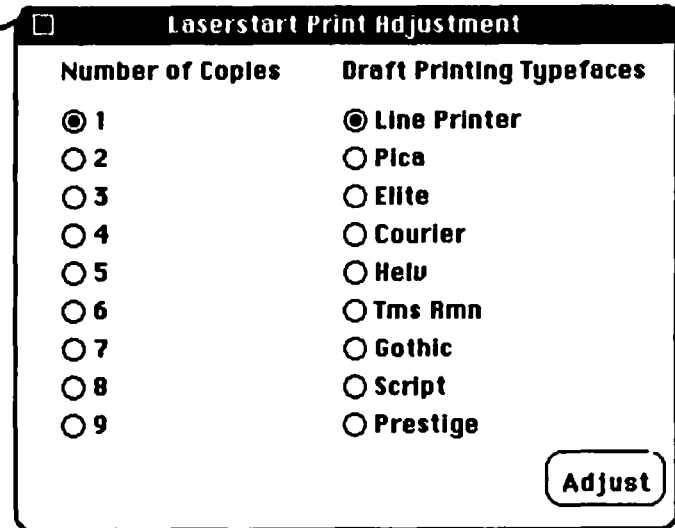 Laserstart Print Adjustment
Number of Copies Draft Printing Typefaces
1 Line Printer
2 Pica
3 Elite
4 Courier
5 Helv
6 Tms Rmn
7 Gothic
8 Script
9 Prestige
Adjust